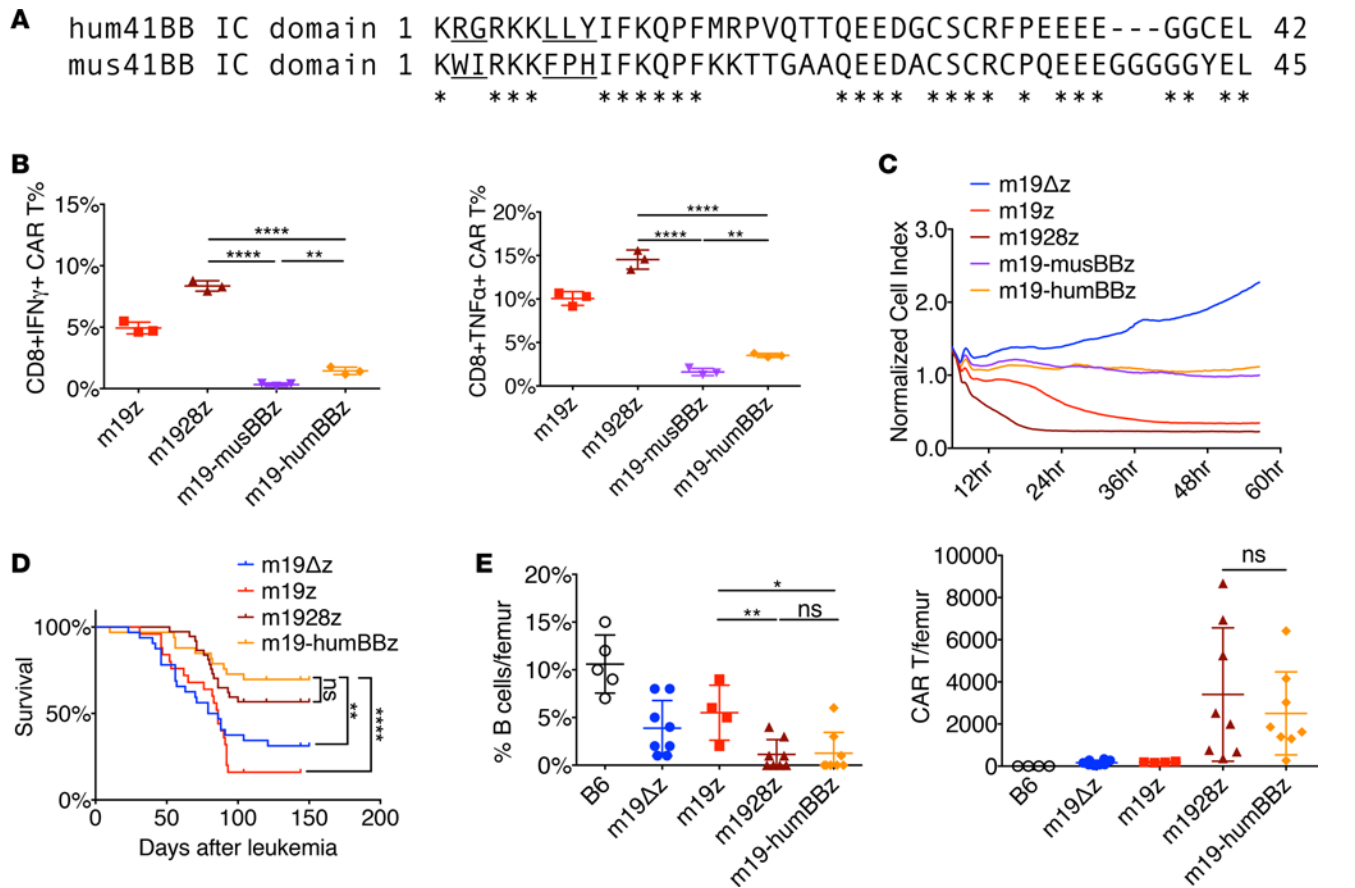 A
hum41BB IC domain 1 KRGRKKLLYIFKQPFMRPVQTTQEEDGCSCRFPEEEE---GGCEL 42
mus41BB IC domain 1 KWIRKKFPHIFKQPFKKTTGAAQEEDACSCRCPQEEEGGGGGYEL 45
* *** ****** **** **** * *** ** **
B
CD8+IFNγ+ CAR T%
15%
10%
5%
0%
****
**** **
m19z
m1928z
m19-musBBz
m19-humBBz
CD8+TNFα+ CAR T%
20%
15%
10%
5%
0%
****
**** **
m19z
m1928z
m19-musBBz
m19-humBBz
C
m19Δz
m19z
m1928z
m19-musBBz
m19-humBBz
Normalized Cell Index
3.0
2.0
1.0
0.0
12hr
24hr
36hr
48hr
60hr
D
m19Δz
m19z
m1928z
m19-humBBz
Survival
100%
50%
0%
ns
**
****
0 50 100 150 200
Days after leukemia
E
% B cells/femur
20%
15%
10%
5%
0%
*
** ns
B6
m19Δz
m19z
m1928z
m19-humBBz
CAR T/femur
10000
8000
6000
4000
2000
0
ns
B6
m19Δz
m19z
m1928z
m19-humBBz